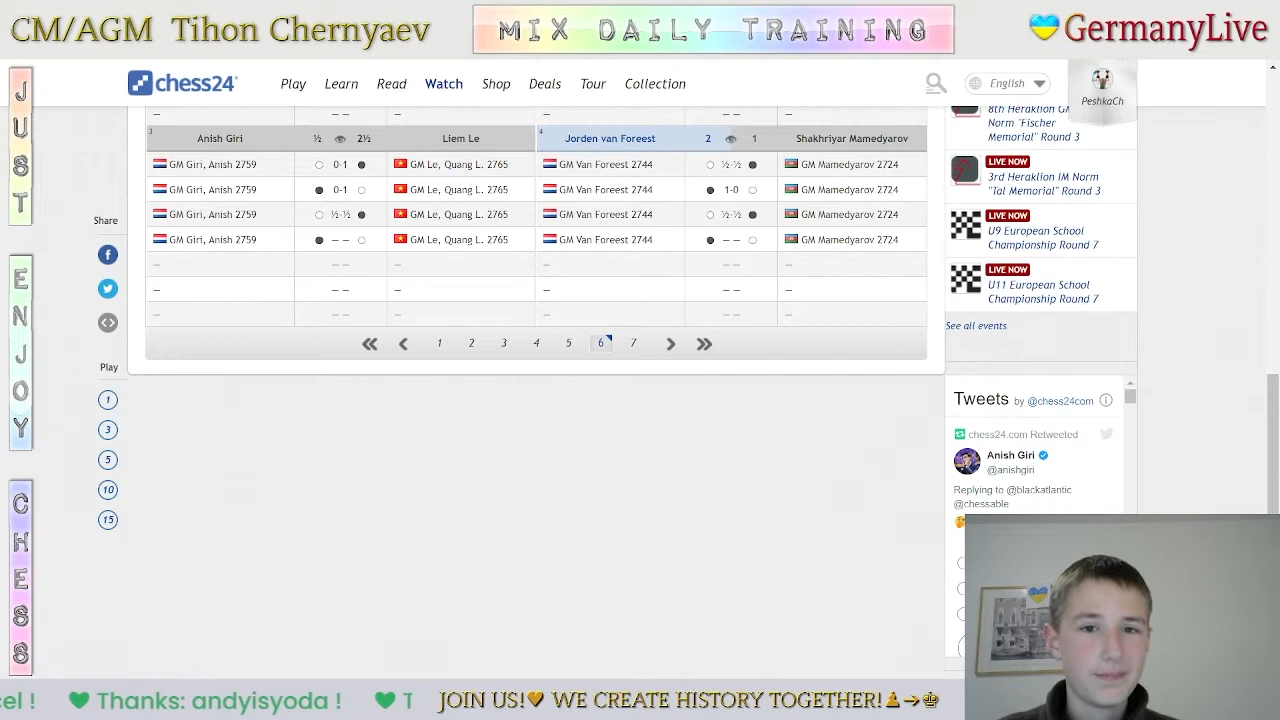 CM/AGM Tihon Chernyaev
MIX DAILY TRAINING
GermanyLive
JUST
ENJOY
CHESS
chess24
Play
Learn
Read
Watch
Shop
Deals
Tour
Collection
English
PeshkaCh
Share
Play
1
3
5
10
15
— — — — — —
3 Anish Giri ½ 2½ Liem Le 4 Jorden van Foreest 2 1 Shakhriyar Mamedyarov
GM Giri, Anish 2759 0-1 GM Le, Quang L. 2765 GM Van Foreest 2744 ½-½ GM Mamedyarov 2724
GM Giri, Anish 2759 0-1 GM Le, Quang L. 2765 GM Van Foreest 2744 1-0 GM Mamedyarov 2724
GM Giri, Anish 2759 ½-½ GM Le, Quang L. 2765 GM Van Foreest 2744 ½-½ GM Mamedyarov 2724
GM Giri, Anish 2759 – – GM Le, Quang L. 2765 GM Van Foreest 2744 – – GM Mamedyarov 2724
– – – – – – – –
– – – – – – – –
– – – – – – – –
« ‹ 1 2 3 4 5 6 7 › »
8th Heraklion GM
Norm "Fischer
Memorial" Round 3
LIVE NOW
3rd Heraklion IM Norm
"Tal Memorial" Round 3
LIVE NOW
U9 European School
Championship Round 7
LIVE NOW
U11 European School
Championship Round 7
See all events
Tweets by @chess24com
chess24.com Retweeted
Anish Giri
@anishgiri
Replying to @blackatlantic
@chessable
cel ! 💚 Thanks: andyisyoda ! 💚 T
JOIN US!🧡 WE CREATE HISTORY TOGETHER!♟→♚